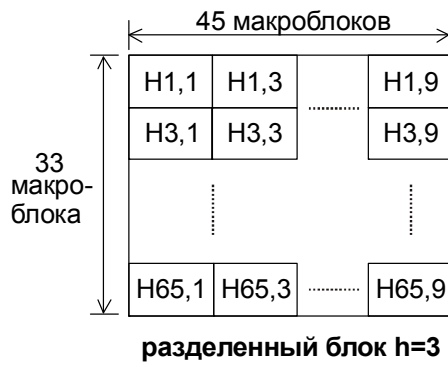 45 макроблоков
H1,1 H1,3 H1,9
H3,1 H3,3 H3,9
33
макро-
блока
H65,1 H65,3 H65,9
разделенный блок h=3